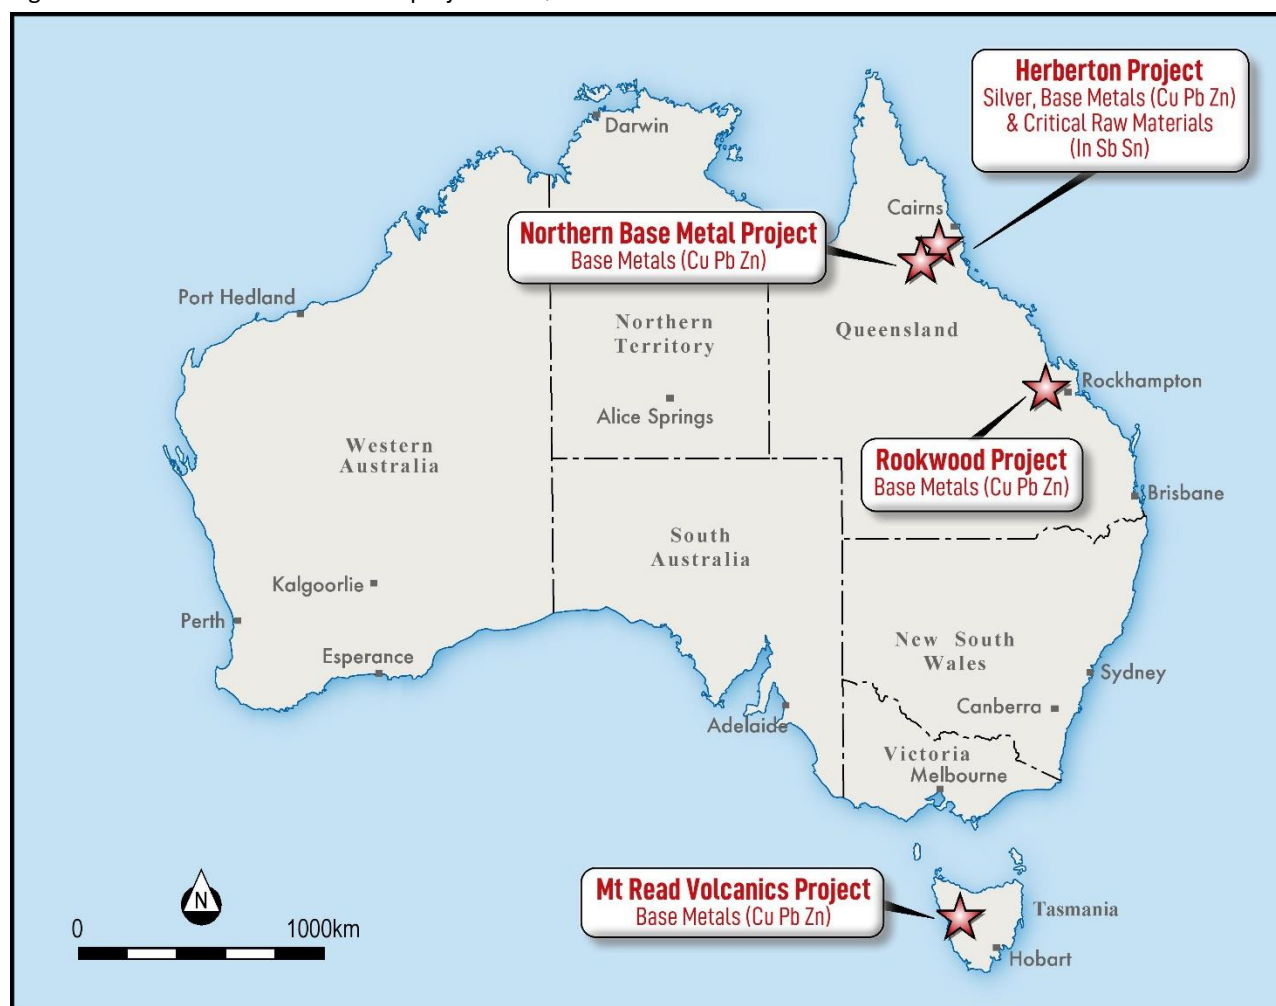 Herberton Project
Silver, Base Metals (Cu Pb Zn)
& Critical Raw Materials
(In Sb Sn)
Darwin
Cairns
Northern Base Metal Project
Base Metals (Cu Pb Zn)
Port Hedland
Northern
Territory
Queensland
Rockhampton
Alice Springs
Western
Australia
Rookwood Project
Base Metals (Cu Pb Zn)
Brisbane
South
Australia
Kalgoorlie
Perth
New South
Wales
Esperance
Sydney
Canberra
Adelaide
Victoria
Melbourne
Mt Read Volcanics Project
Base Metals (Cu Pb Zn)
Tasmania
N
0 1000km
Hobart